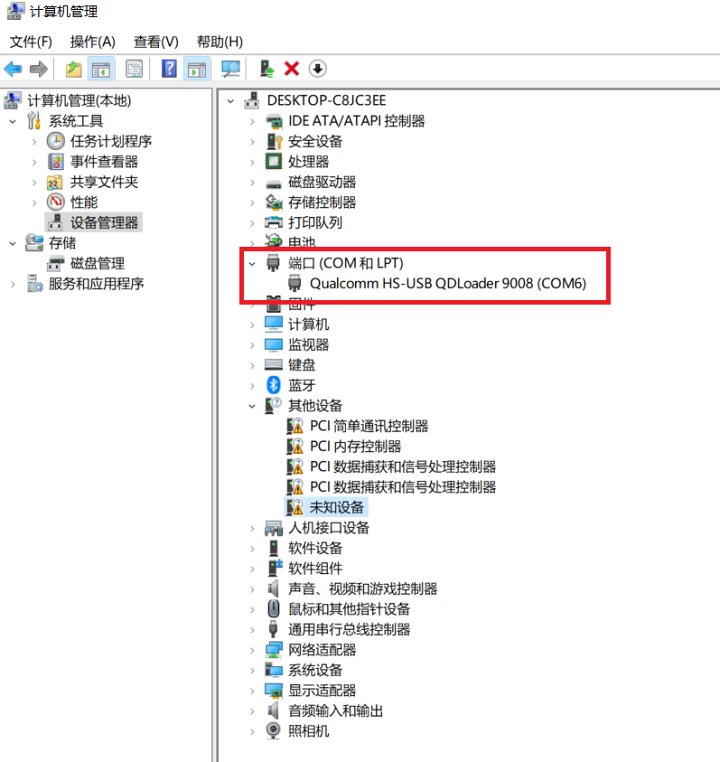 计算机管理
文件(F) 操作(A) 查看(V) 帮助(H)
计算机管理(本地)
系统工具
任务计划程序
事件查看器
共享文件夹
性能
设备管理器
存储
磁盘管理
服务和应用程序
DESKTOP-C8JC3EE
IDE ATA/ATAPI 控制器
安全设备
处理器
磁盘驱动器
存储控制器
打印队列
电池
端口 (COM 和 LPT)
Qualcomm HS-USB QDLoader 9008 (COM6)
固件
计算机
监视器
键盘
蓝牙
其他设备
PCI 简单通讯控制器
PCI 内存控制器
PCI 数据捕获和信号处理控制器
PCI 数据捕获和信号处理控制器
未知设备
人机接口设备
软件设备
软件组件
声音、视频和游戏控制器
鼠标和其他指针设备
通用串行总线控制器
网络适配器
系统设备
显示适配器
音频输入和输出
照相机